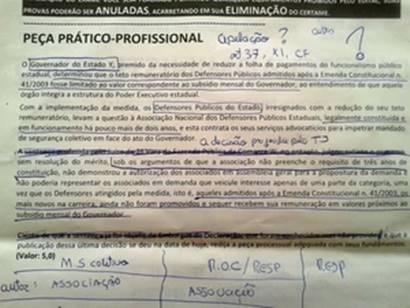 PROVAS PODERÃO SER ANULADAS, ACARRETANDO EM SUA ELIMINAÇÃO DO CERTAME.
PEÇA PRÁTICO-PROFISSIONAL
apelação?
237, XI, CF
O Governador do Estado Y, premido da necessidade de reduzir a folha de pagamentos do funcionalismo público
estadual, determinou que o teto remuneratório dos Defensores Públicos admitidos após a Emenda Constitucional n.
41/2003 fosse limitado ao valor correspondente ao subsídio mensal do Governador, ao entendimento de que aquele
órgão integra a estrutura do Poder Executivo estadual.
Com a implementação da medida, os Defensores Públicos do Estado, irresignados com a redução do seu teto
remuneratório, levam a questão à Associação Nacional dos Defensores Públicos Estaduais, legalmente constituída e
em funcionamento há pouco mais de dois anos, e esta contrata os seus serviços advocatícios para impetrar mandado
de segurança coletivo em face do ato do Governador.
a decisão proferida pelo TJ
sem resolução do mérito, sob os argumentos de que a associação não preenche o requisito de três anos de
constituição, não demonstrou a autorização dos associados em assembleia geral para a propositura da demanda e
não poderia representar os associados em demanda que veicule interesse apenas de uma parte da categoria, uma
vez que os Defensores atingidos pela medida, isto é, aqueles admitidos após a Emenda Constitucional n. 41/2003, os
mais novos na carreira, ainda não foram promovidos e sequer recebem sua remuneração em valores próximos ao
subsídio mensal do Governador.
publicação dessa última decisão se deu na data de hoje, redija a peça processual adequada com seus fundamentos.
(Valor: 5,0)
MS coletivo
R.OC/RESP
RESP
autor: ASSOCIAÇÃO
ASSOCIAÇÃO